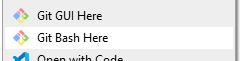 Git GUI Here
Git Bash Here
Open with Code